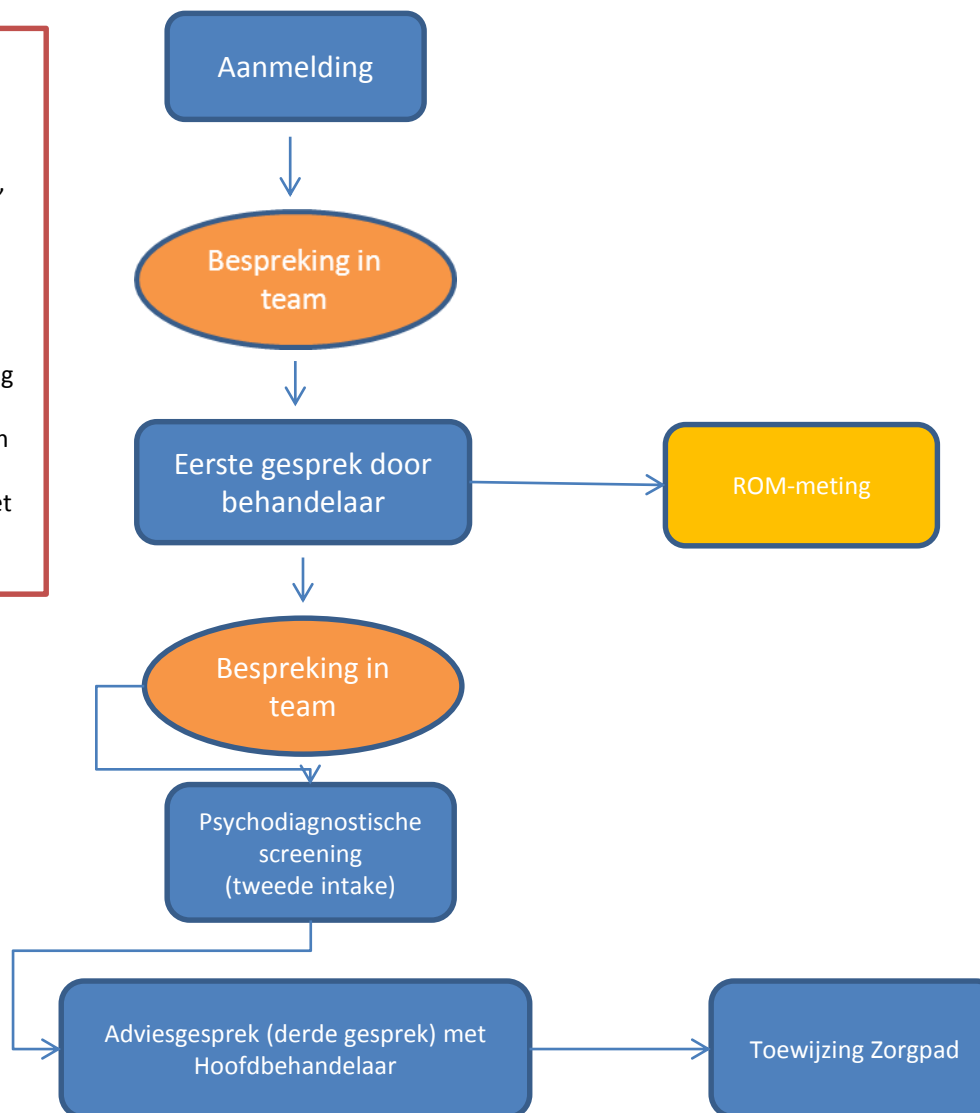 Aanmelding
Bespreking in
team
Eerste gesprek door
behandelaar
ROM-meting
Bespreking in
team
Psychodiagnostische
screening
(tweede intake)
Adviesgesprek (derde gesprek) met
Hoofdbehandelaar
Toewijzing Zorgpad